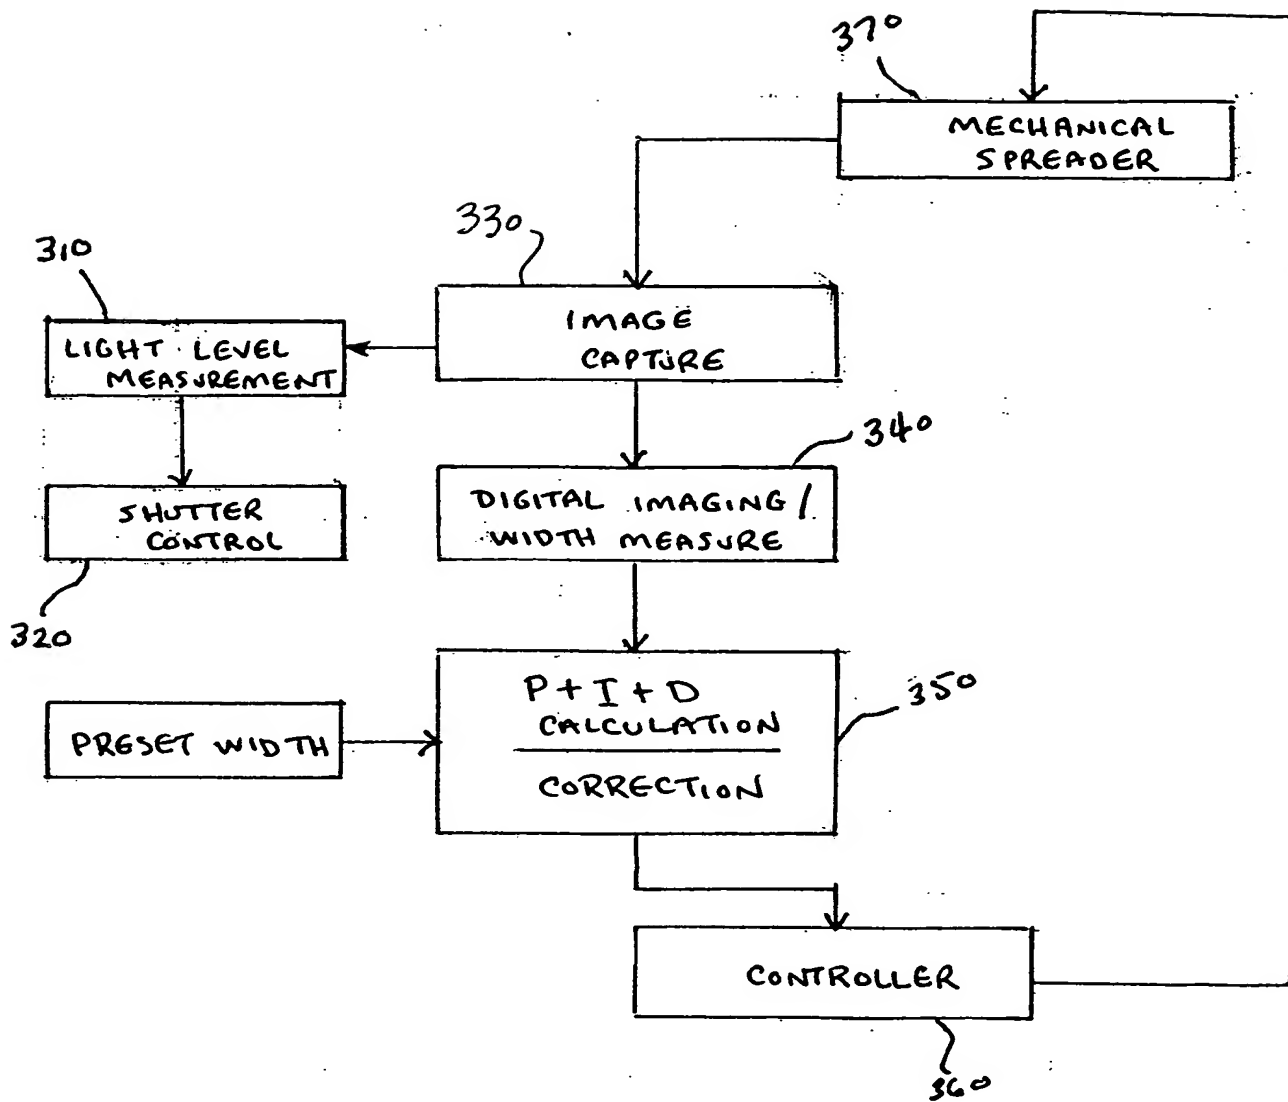 370
MECHANICAL
SPREADER
330
IMAGE
CAPTURE
310
LIGHT LEVEL
MEASUREMENT
340
DIGITAL IMAGING /
WIDTH MEASURE
SHUTTER
CONTROL
320
P + I + D
CALCULATION
CORRECTION
350
PRESET WIDTH
CONTROLLER
360